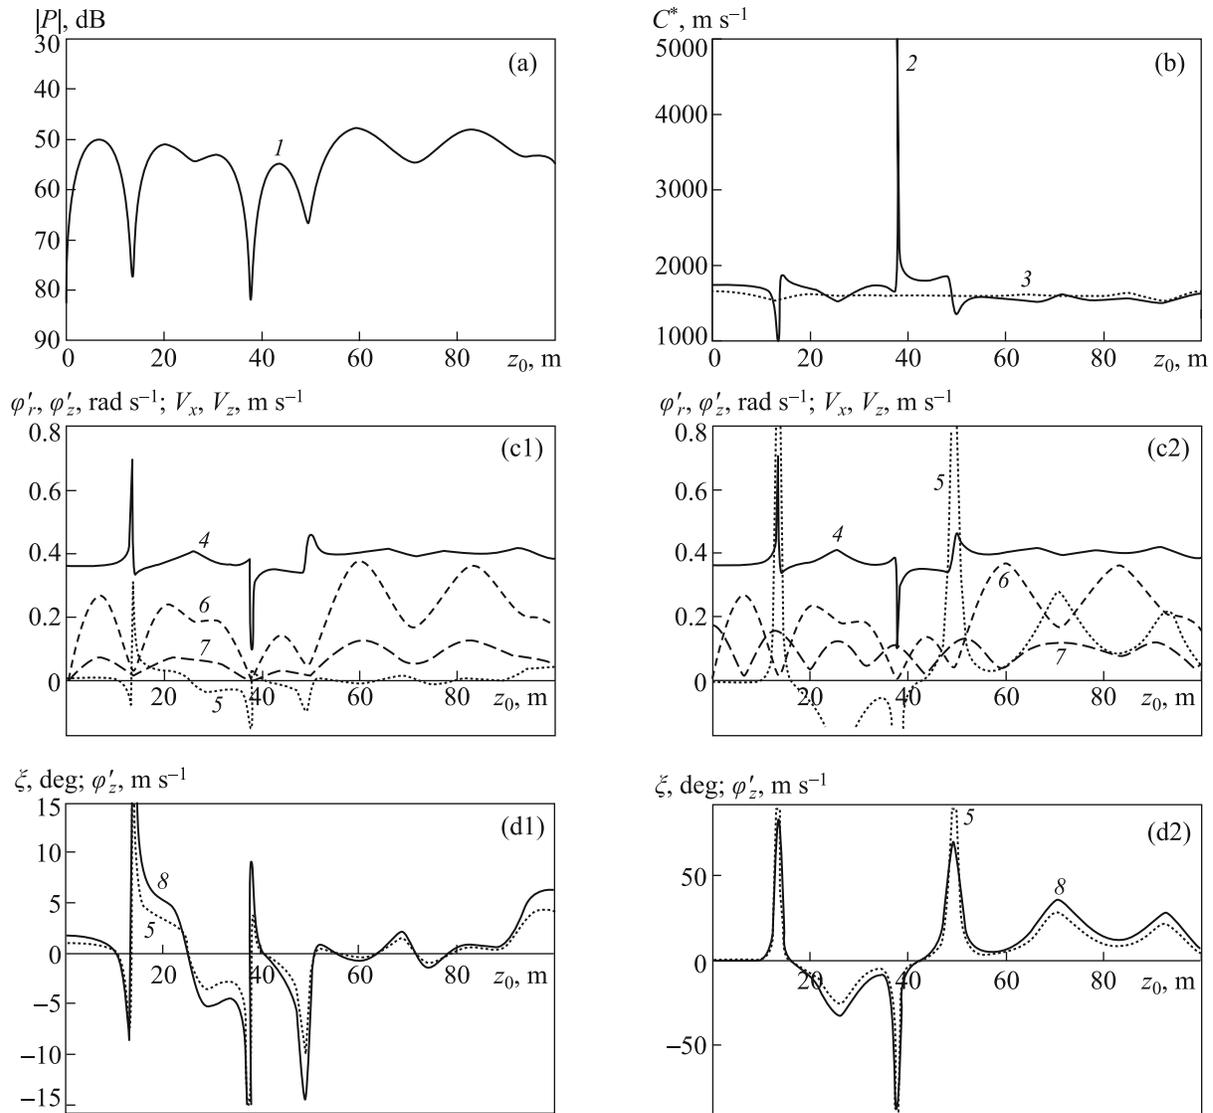 |P|, dB
30
40
50
60
70
80
90
0 20 40 60 80 z₀, m
(a)
1
C*, m s⁻¹
5000
4000
3000
2000
1000
0 20 40 60 80 z₀, m
(b)
2
3
φ′r, φ′z, rad s⁻¹; Vx, Vz, m s⁻¹
0.8
0.6
0.4
0.2
0
20 40 60 80 z₀, m
(c1)
4
6
7
5
φ′r, φ′z, rad s⁻¹; Vx, Vz, m s⁻¹
0.8
0.6
0.4
0.2
0
20 40 60 80 z₀, m
(c2)
5
4
6
7
ξ, deg; φ′z, m s⁻¹
15
10
5
0
−5
−10
−15
20 40 60 80 z₀, m
(d1)
8
5
ξ, deg; φ′z, m s⁻¹
50
0
−50
20 40 60 80 z₀, m
(d2)
5
8